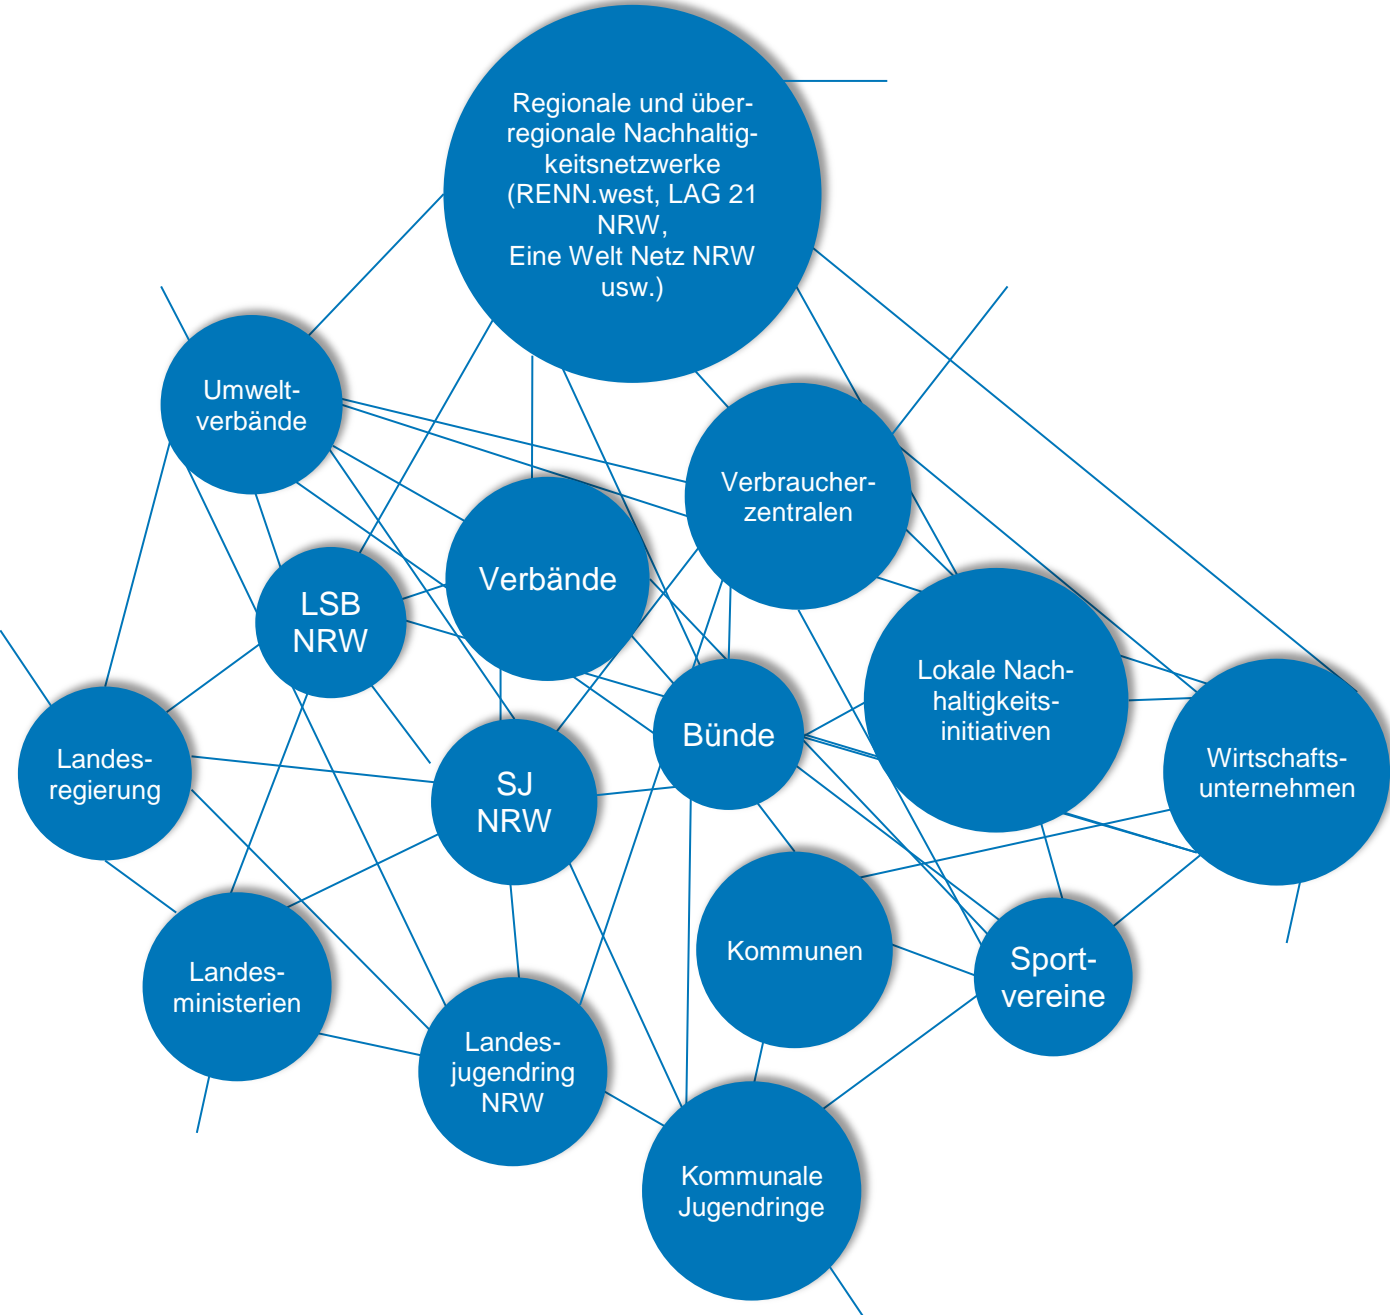 Regionale und über-
regionale Nachhaltig-
keitsnetzwerke
(RENN.west, LAG 21
NRW,
Eine Welt Netz NRW
usw.)
Umwelt-
verbände
Verbraucher-
zentralen
Verbände
LSB
NRW
Lokale Nach-
haltigkeits-
initiativen
Bünde
Wirtschafts-
unternehmen
Landes-
regierung
SJ
NRW
Kommunen
Sport-
vereine
Landes-
ministerien
Landes-
jugendring
NRW
Kommunale
Jugendringe